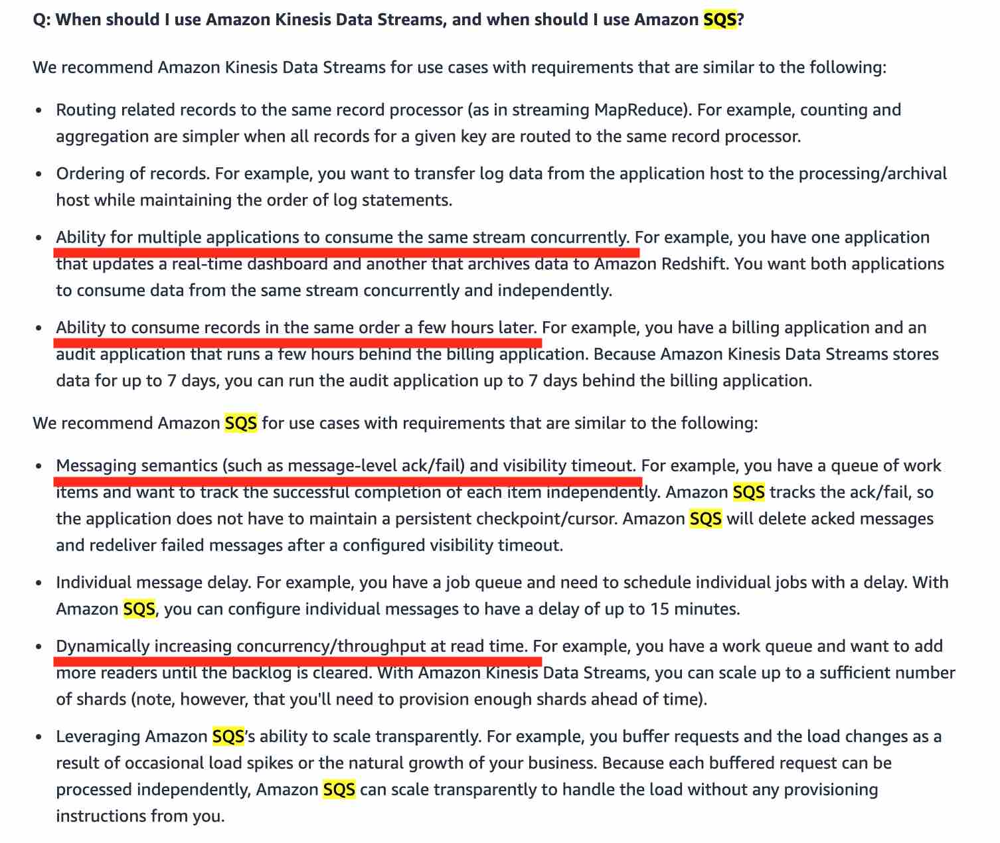 Q: When should I use Amazon Kinesis Data Streams, and when should I use Amazon SQS?
We recommend Amazon Kinesis Data Streams for use cases with requirements that are similar to the following:
• Routing related records to the same record processor (as in streaming MapReduce). For example, counting and
aggregation are simpler when all records for a given key are routed to the same record processor.
• Ordering of records. For example, you want to transfer log data from the application host to the processing/archival
host while maintaining the order of log statements.
• Ability for multiple applications to consume the same stream concurrently. For example, you have one application
that updates a real-time dashboard and another that archives data to Amazon Redshift. You want both applications
to consume data from the same stream concurrently and independently.
• Ability to consume records in the same order a few hours later. For example, you have a billing application and an
audit application that runs a few hours behind the billing application. Because Amazon Kinesis Data Streams stores
data for up to 7 days, you can run the audit application up to 7 days behind the billing application.
We recommend Amazon SQS for use cases with requirements that are similar to the following:
• Messaging semantics (such as message-level ack/fail) and visibility timeout. For example, you have a queue of work
items and want to track the successful completion of each item independently. Amazon SQS tracks the ack/fail, so
the application does not have to maintain a persistent checkpoint/cursor. Amazon SQS will delete acked messages
and redeliver failed messages after a configured visibility timeout.
• Individual message delay. For example, you have a job queue and need to schedule individual jobs with a delay. With
Amazon SQS, you can configure individual messages to have a delay of up to 15 minutes.
• Dynamically increasing concurrency/throughput at read time. For example, you have a work queue and want to add
more readers until the backlog is cleared. With Amazon Kinesis Data Streams, you can scale up to a sufficient number
of shards (note, however, that you'll need to provision enough shards ahead of time).
• Leveraging Amazon SQS’s ability to scale transparently. For example, you buffer requests and the load changes as a
result of occasional load spikes or the natural growth of your business. Because each buffered request can be
processed independently, Amazon SQS can scale transparently to handle the load without any provisioning
instructions from you.